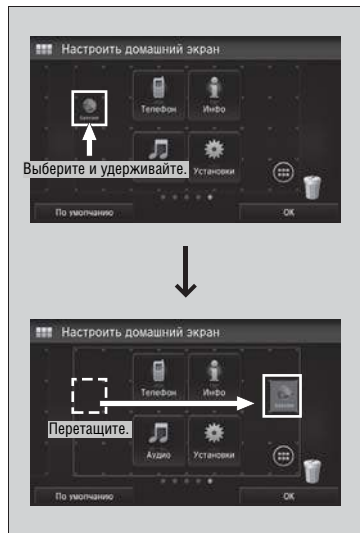 Настроить домашний экран
Телефон
Инфо
Выберите и удерживайте.
Установки
По умолчанию
OK
Настроить домашний экран
Телефон
Инфо
Перетащите.
Аудио
Установки
По умолчанию
OK